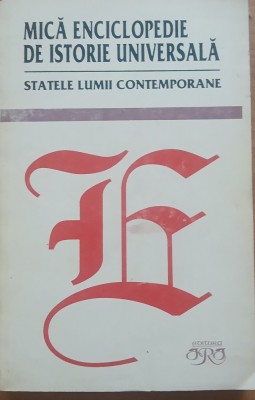 MICĂ ENCICLOPEDIE
DE ISTORIE UNIVERSALĂ
STATELE LUMII CONTEMPORANE
E